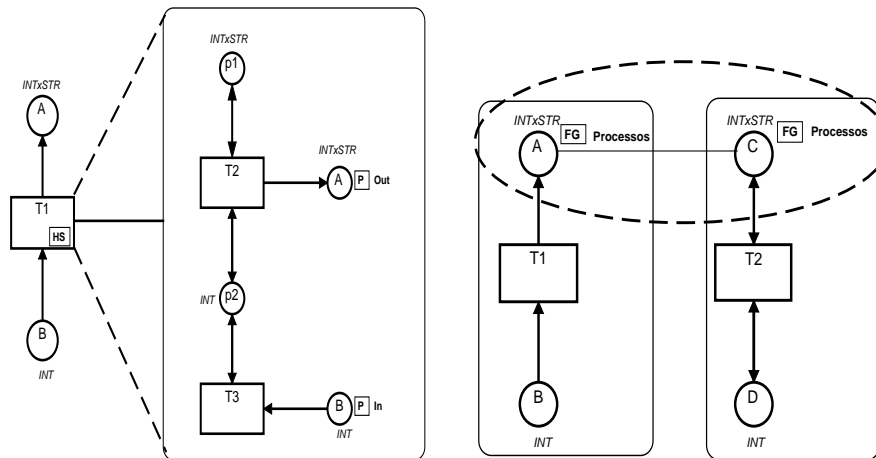 INTxSTR
A
T1
HS
B
INT
INTxSTR
p1
T2
INTxSTR
A P Out
INT p2
T3
B P In
INT
INTxSTR
A FG Processos
T1
B
INT
INTxSTR
C FG Processos
T2
D
INT